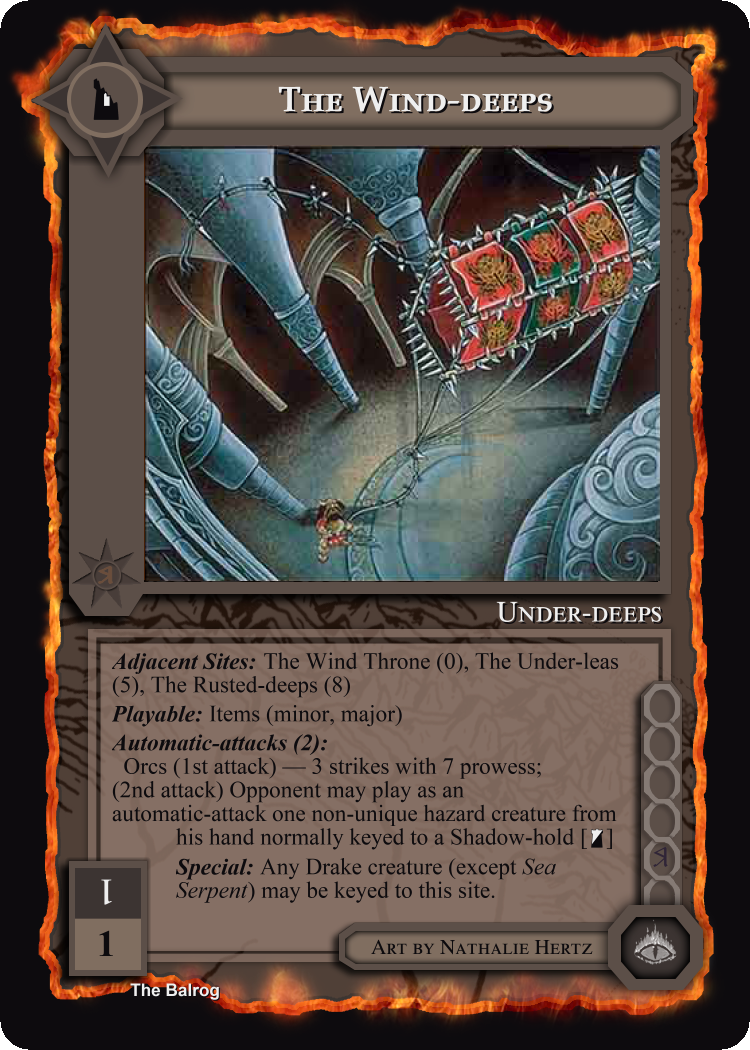 The Wind-deeps
Under-deeps
Adjacent Sites: The Wind Throne (0), The Under-leas
(5), The Rusted-deeps (8)
Playable: Items (minor, major)
Automatic-attacks (2):
Orcs (1st attack) — 3 strikes with 7 prowess;
(2nd attack) Opponent may play as an
automatic-attack one non-unique hazard creature from
his hand normally keyed to a Shadow-hold [ ]
Special: Any Drake creature (except Sea
Serpent) may be keyed to this site.
1
1
Art by Nathalie Hertz
The Balrog